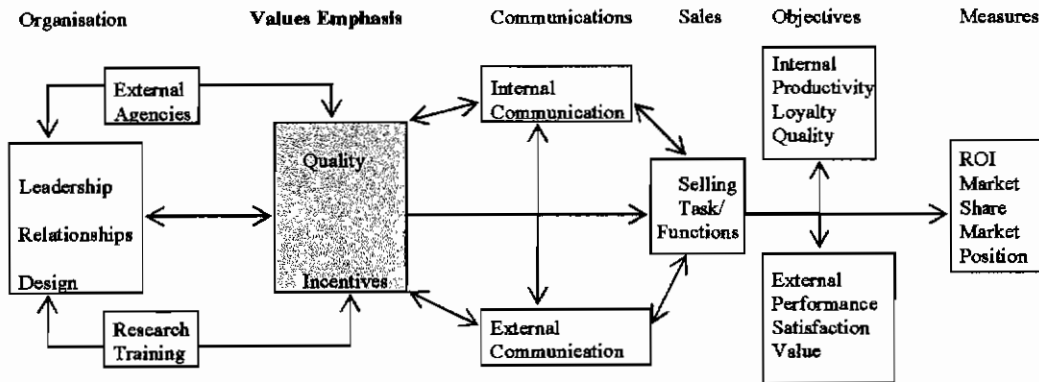 Organisation
Values Emphasis
Communications
Sales
Objectives
Measures
External
Agencies
Leadership
Relationships
Design
Research
Training
Quality
Incentives
Internal
Communication
External
Communication
Selling
Task/
Functions
Internal
Productivity
Loyalty
Quality
External
Performance
Satisfaction
Value
ROI
Market
Share
Market
Position